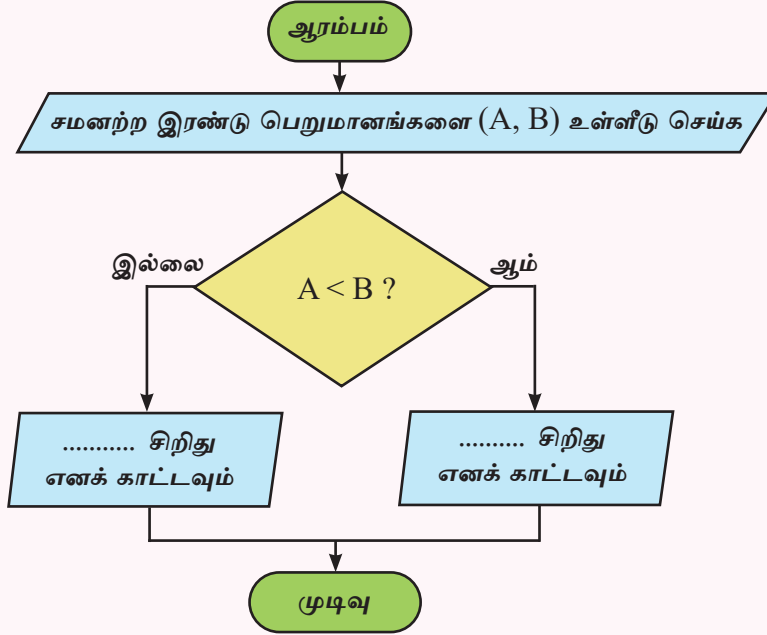 ஆரம்பம்
சமனற்ற இரண்டு பெறுமானங்களை (A, B) உள்ளீடு செய்க
இல்லை
ஆம்
A < B ?
........... சிறிது
எனக் காட்டவும்
.......... சிறிது
எனக் காட்டவும்
முடிவு